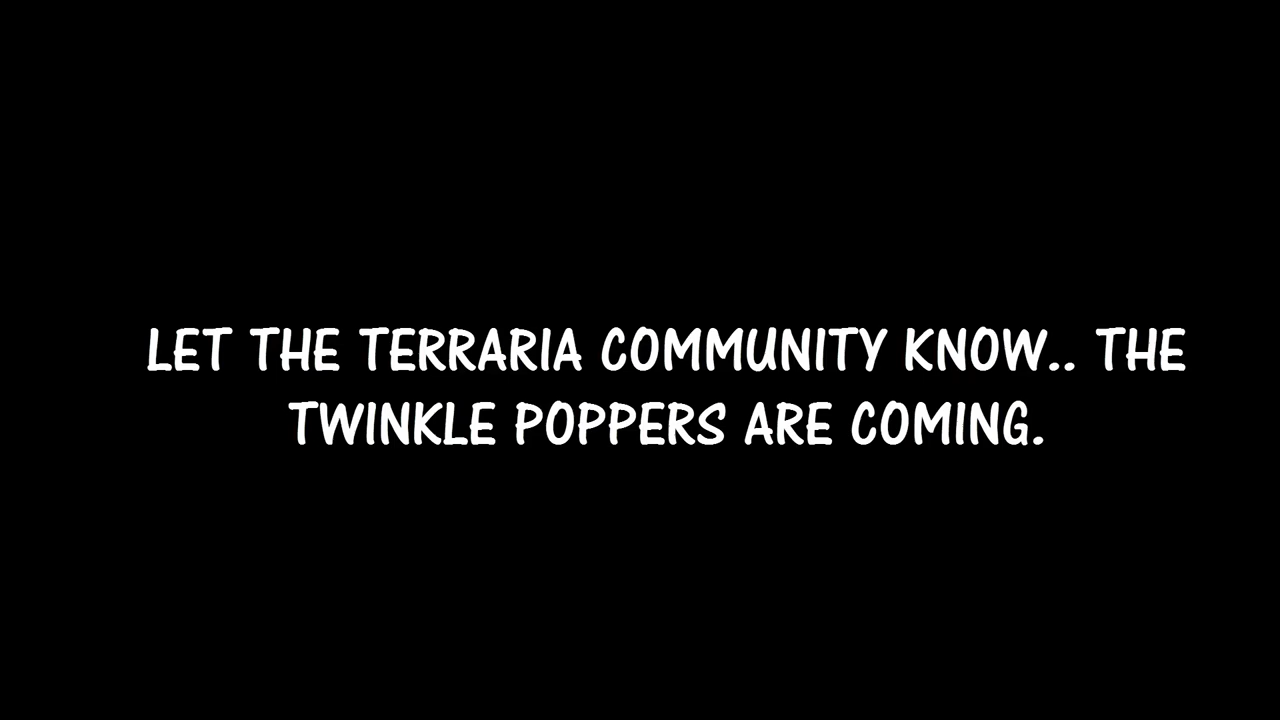 LET THE TERRARIA COMMUNITY KNOW.. THE
TWINKLE POPPERS ARE COMING.